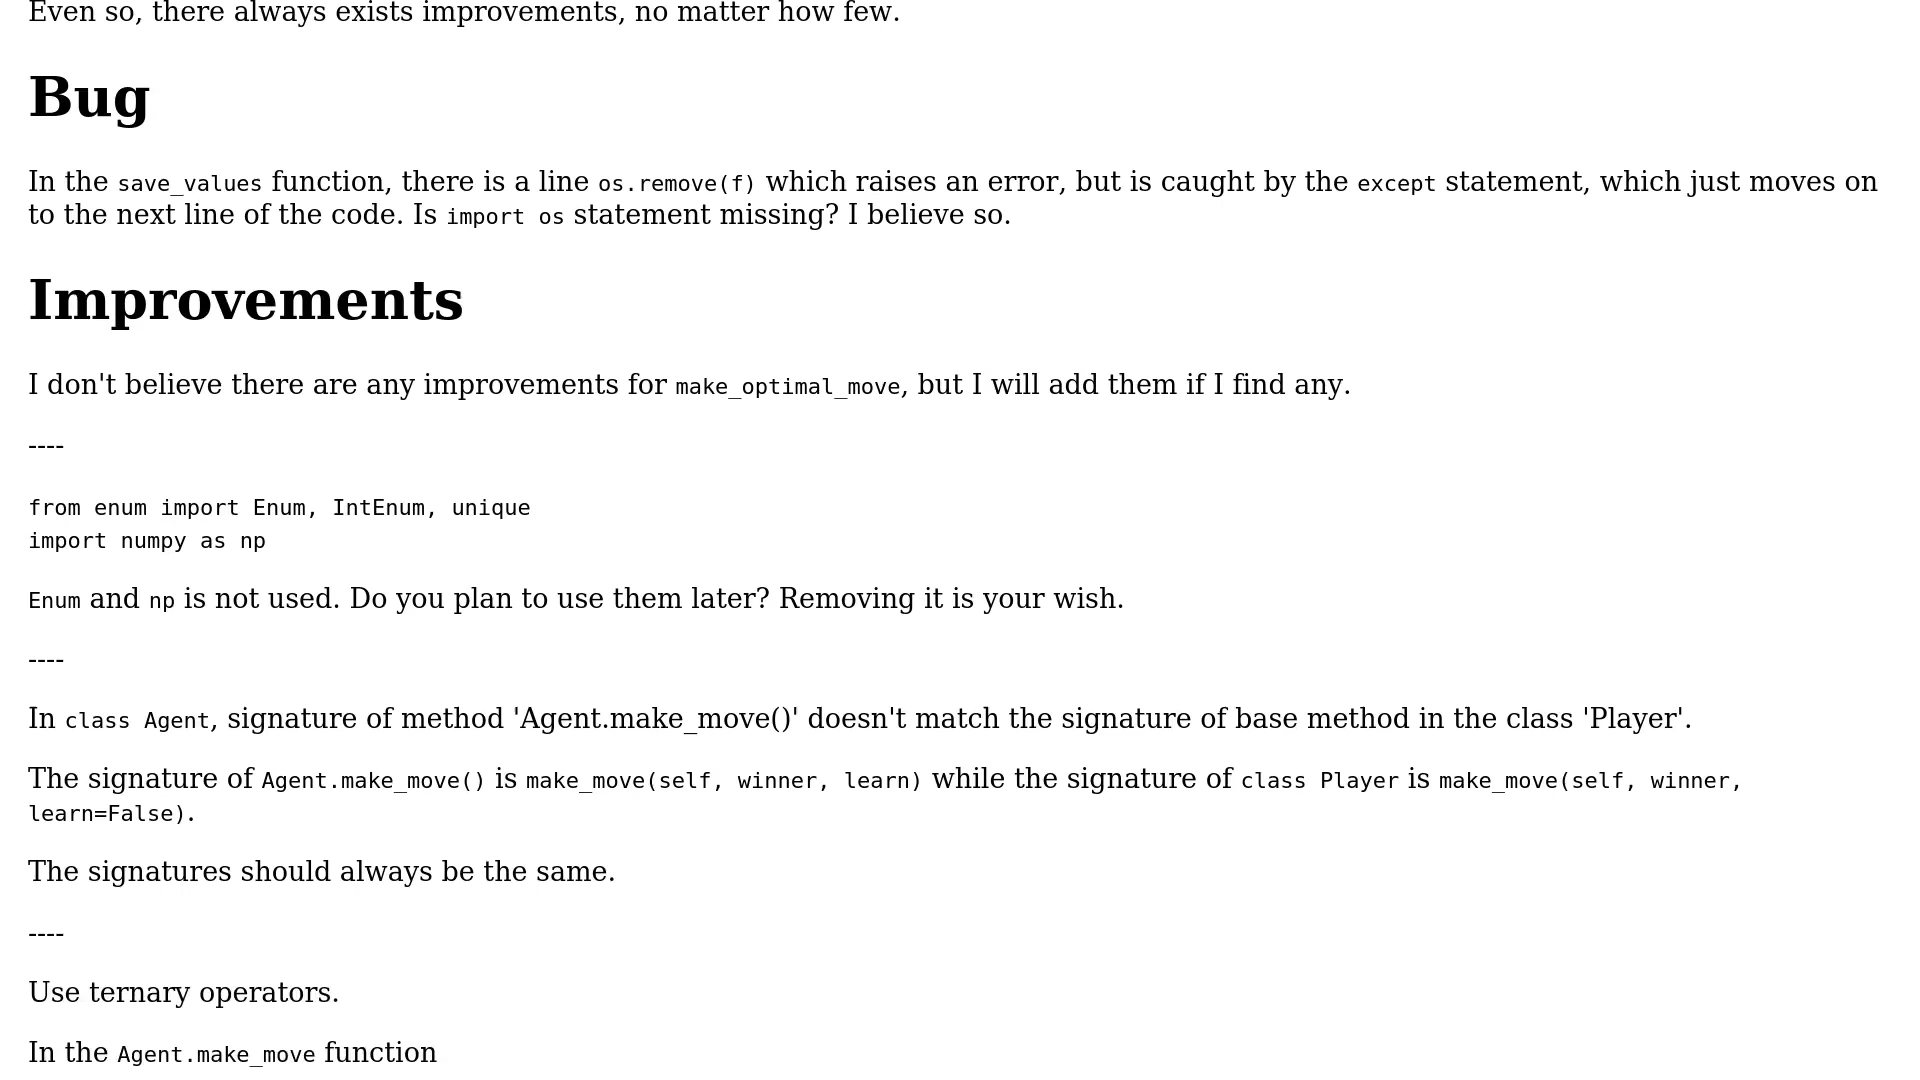 Even so, there always exists improvements, no matter how few.
Bug
In the save_values function, there is a line os.remove(f) which raises an error, but is caught by the except statement, which just moves on
to the next line of the code. Is import os statement missing? I believe so.
Improvements
I don't believe there are any improvements for make_optimal_move, but I will add them if I find any.
----
from enum import Enum, IntEnum, unique
import numpy as np
Enum and np is not used. Do you plan to use them later? Removing it is your wish.
----
In class Agent, signature of method 'Agent.make_move()' doesn't match the signature of base method in the class 'Player'.
The signature of Agent.make_move() is make_move(self, winner, learn) while the signature of class Player is make_move(self, winner,
learn=False).
The signatures should always be the same.
----
Use ternary operators.
In the Agent.make_move function